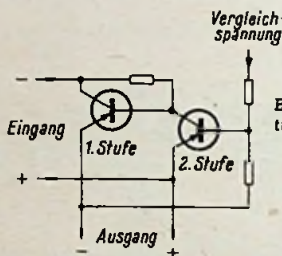 Vergleich-
spannung
−
Eingang
1. Stufe
2. Stufe
+
Ausgang
−
+